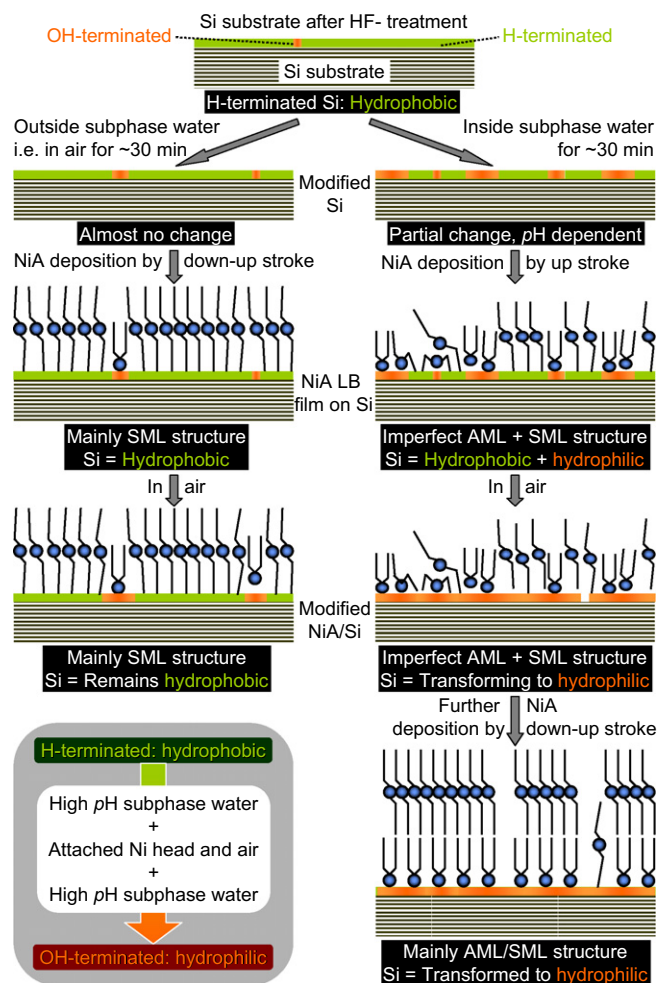 Si substrate after HF- treatment
OH-terminated
H-terminated
Si substrate
H-terminated Si: Hydrophobic
Outside subphase water
i.e. in air for ~30 min
Inside subphase water
for ~30 min
Modified
Si
Almost no change
Partial change, pH dependent
NiA deposition by down-up stroke
NiA deposition by up stroke
NiA LB
film on Si
Mainly SML structure
Si = Hydrophobic
Imperfect AML + SML structure
Si = Hydrophobic + hydrophilic
In air
In air
Modified
NiA/Si
Mainly SML structure
Si = Remains hydrophobic
Imperfect AML + SML structure
Si = Transforming to hydrophilic
Further NiA
deposition by down-up stroke
H-terminated: hydrophobic
High pH subphase water
+
Attached Ni head and air
+
High pH subphase water
OH-terminated: hydrophilic
Mainly AML/SML structure
Si = Transformed to hydrophilic